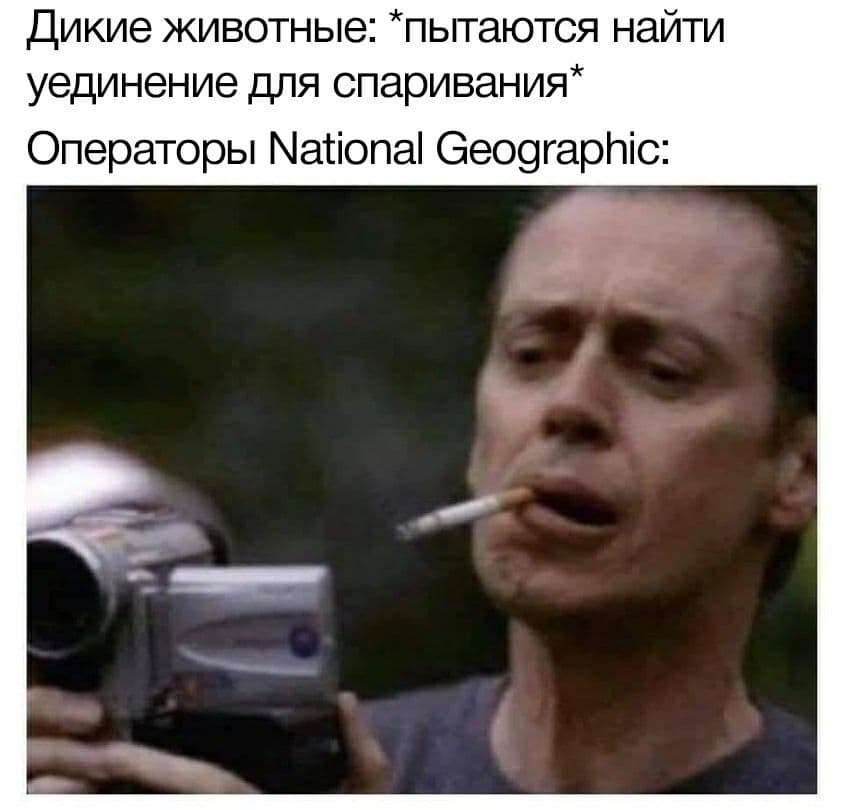 Дикие животные: *пытаются найти
уединение для спаривания*
Операторы National Geographic: